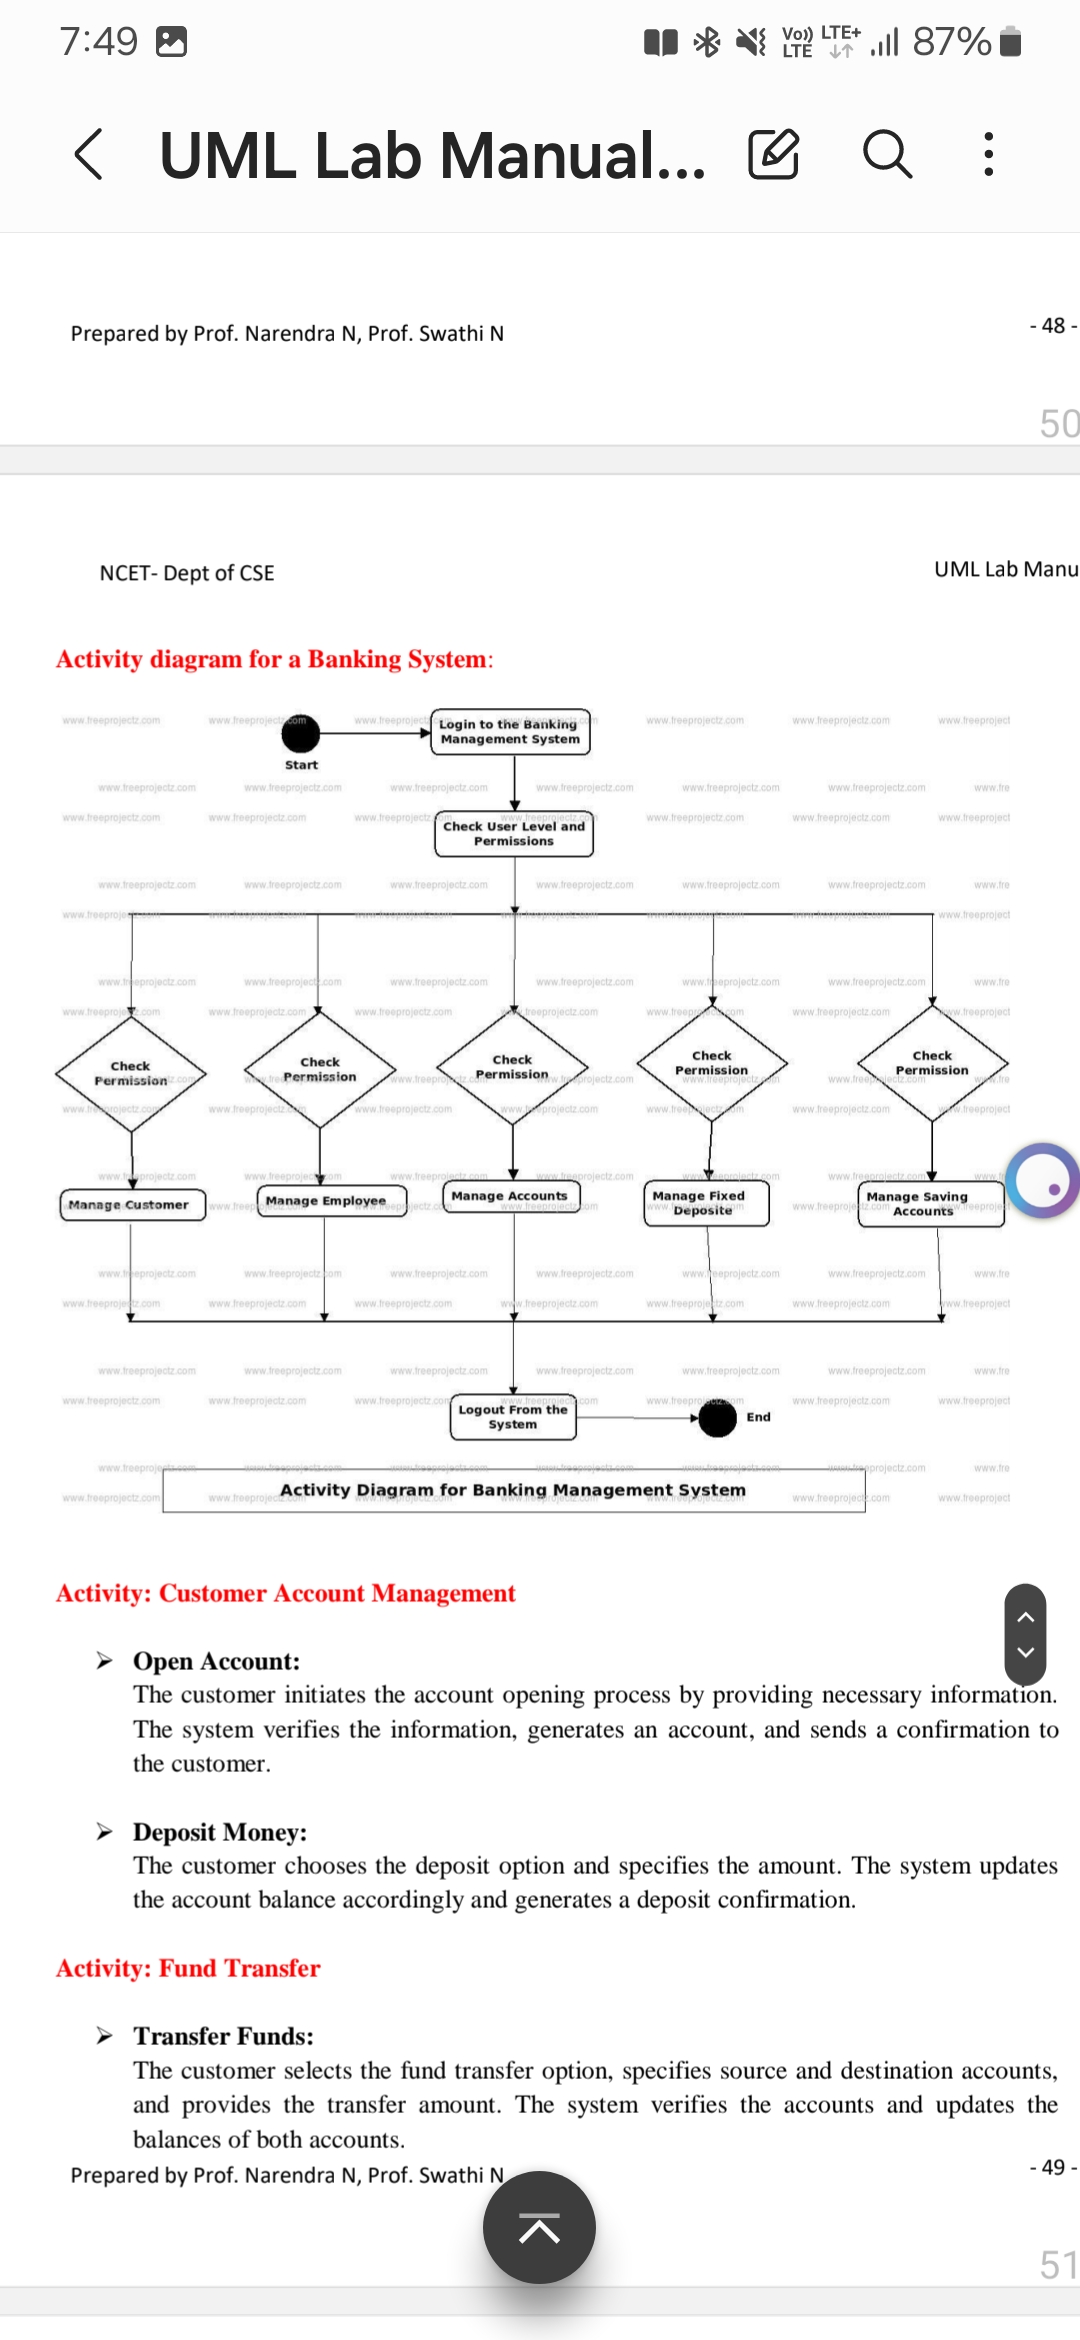 7:49
Vo)) LTE+
LTE
87%
UML Lab Manual...
Prepared by Prof. Narendra N, Prof. Swathi N
- 48 -
50
NCET- Dept of CSE
UML Lab Manu
Activity diagram for a Banking System:
www.freeprojectz.com
Start
Login to the Banking
Management System
Check User Level and
Permissions
Check
Permission
Check
Permission
Check
Permission
Check
Permission
Check
Permission
Manage Customer
Manage Employee
Manage Accounts
Manage Fixed
Deposite
Manage Saving
Accounts
Logout From the
System
End
Activity Diagram for Banking Management System
Activity: Customer Account Management
➢ Open Account:
The customer initiates the account opening process by providing necessary information.
The system verifies the information, generates an account, and sends a confirmation to
the customer.
➢ Deposit Money:
The customer chooses the deposit option and specifies the amount. The system updates
the account balance accordingly and generates a deposit confirmation.
Activity: Fund Transfer
➢ Transfer Funds:
The customer selects the fund transfer option, specifies source and destination accounts,
and provides the transfer amount. The system verifies the accounts and updates the
balances of both accounts.
Prepared by Prof. Narendra N, Prof. Swathi N
- 49 -
51